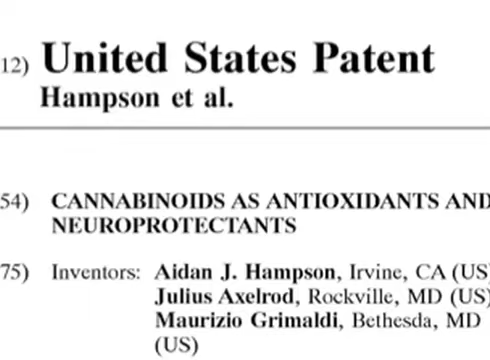 12) United States Patent
Hampson et al.
54) CANNABINOIDS AS ANTIOXIDANTS AND
NEUROPROTECTANTS
75) Inventors: Aidan J. Hampson, Irvine, CA (US)
Julius Axelrod, Rockville, MD (US)
Maurizio Grimaldi, Bethesda, MD
(US)